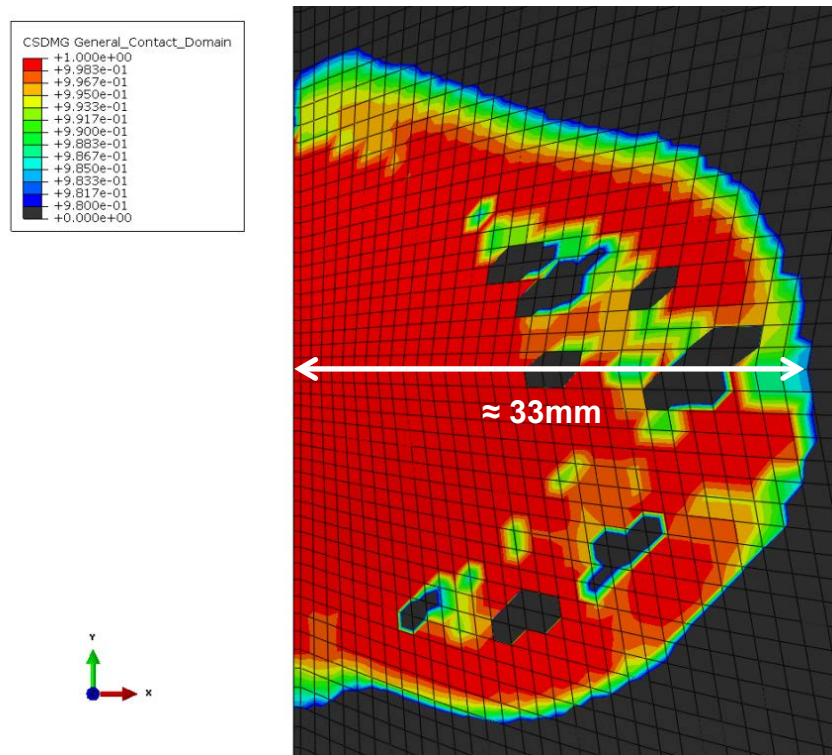 CSDMG General_Contact_Domain
+1.000e+00
+9.983e-01
+9.967e-01
+9.950e-01
+9.933e-01
+9.917e-01
+9.900e-01
+9.883e-01
+9.867e-01
+9.850e-01
+9.833e-01
+9.817e-01
+9.800e-01
+0.000e+00
≈ 33mm
Y
X